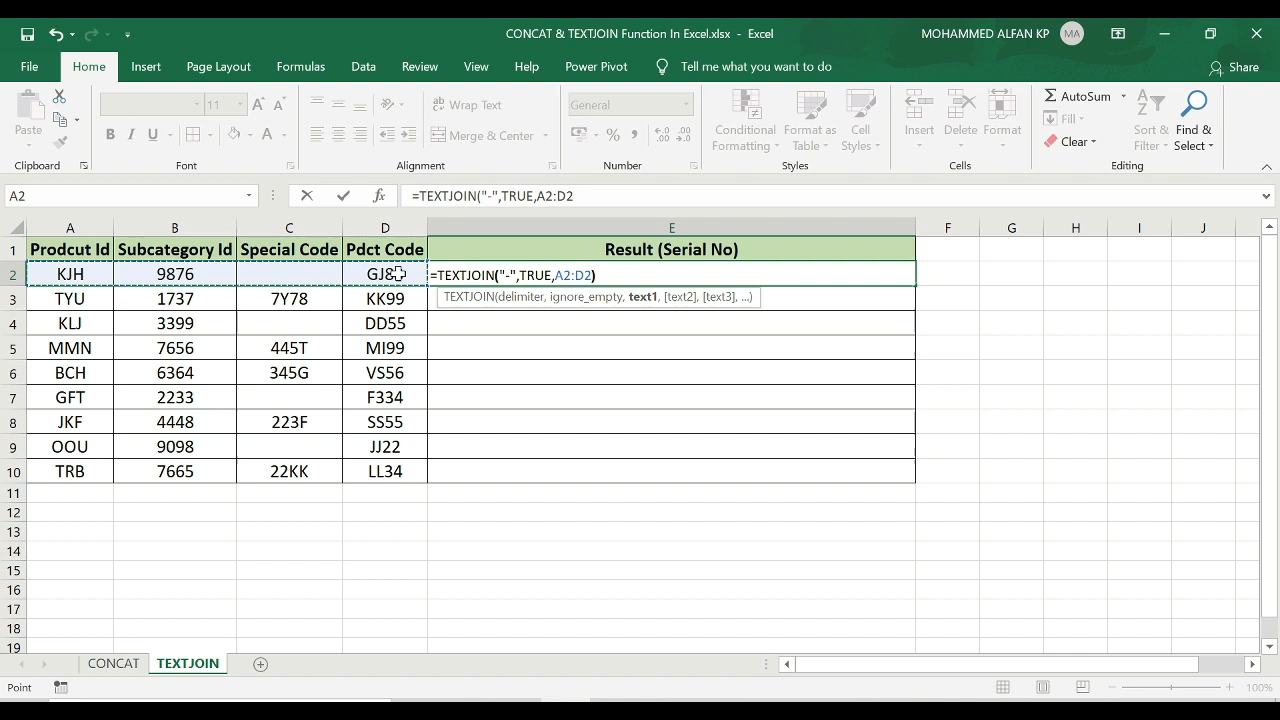 CONCAT & TEXTJOIN Function In Excel.xlsx - Excel
MOHAMMED ALFAN KP MA
File Home Insert Page Layout Formulas Data Review View Help Power Pivot Tell me what you want to do Share
Paste
Clipboard
11 A A
B I U A
Font
ab Wrap Text
Merge & Center
Alignment
General
% ,
Number
Conditional Formatting
Format as Table
Cell Styles
Styles
Insert Delete Format
Cells
AutoSum
Fill
Clear
Sort & Filter
Find & Select
Editing
A2 fx =TEXTJOIN("-",TRUE,A2:D2
A B C D E F G H I J
1 Prodcut Id Subcategory Id Special Code Pdct Code Result (Serial No)
2 KJH 9876 =TEXTJOIN("-",TRUE,A2:D2)
TEXTJOIN(delimiter, ignore_empty, text1, [text2], [text3], ...)
3 TYU 1737 7Y78 KK99
4 KLJ 3399 DD55
5 MMN 7656 445T MI99
6 BCH 6364 345G VS56
7 GFT 2233 F334
8 JKF 4448 223F SS55
9 OOU 9098 JJ22
10 TRB 7665 22KK LL34
11
12
13
14
15
16
17
18
19
CONCAT TEXTJOIN
Point 100%